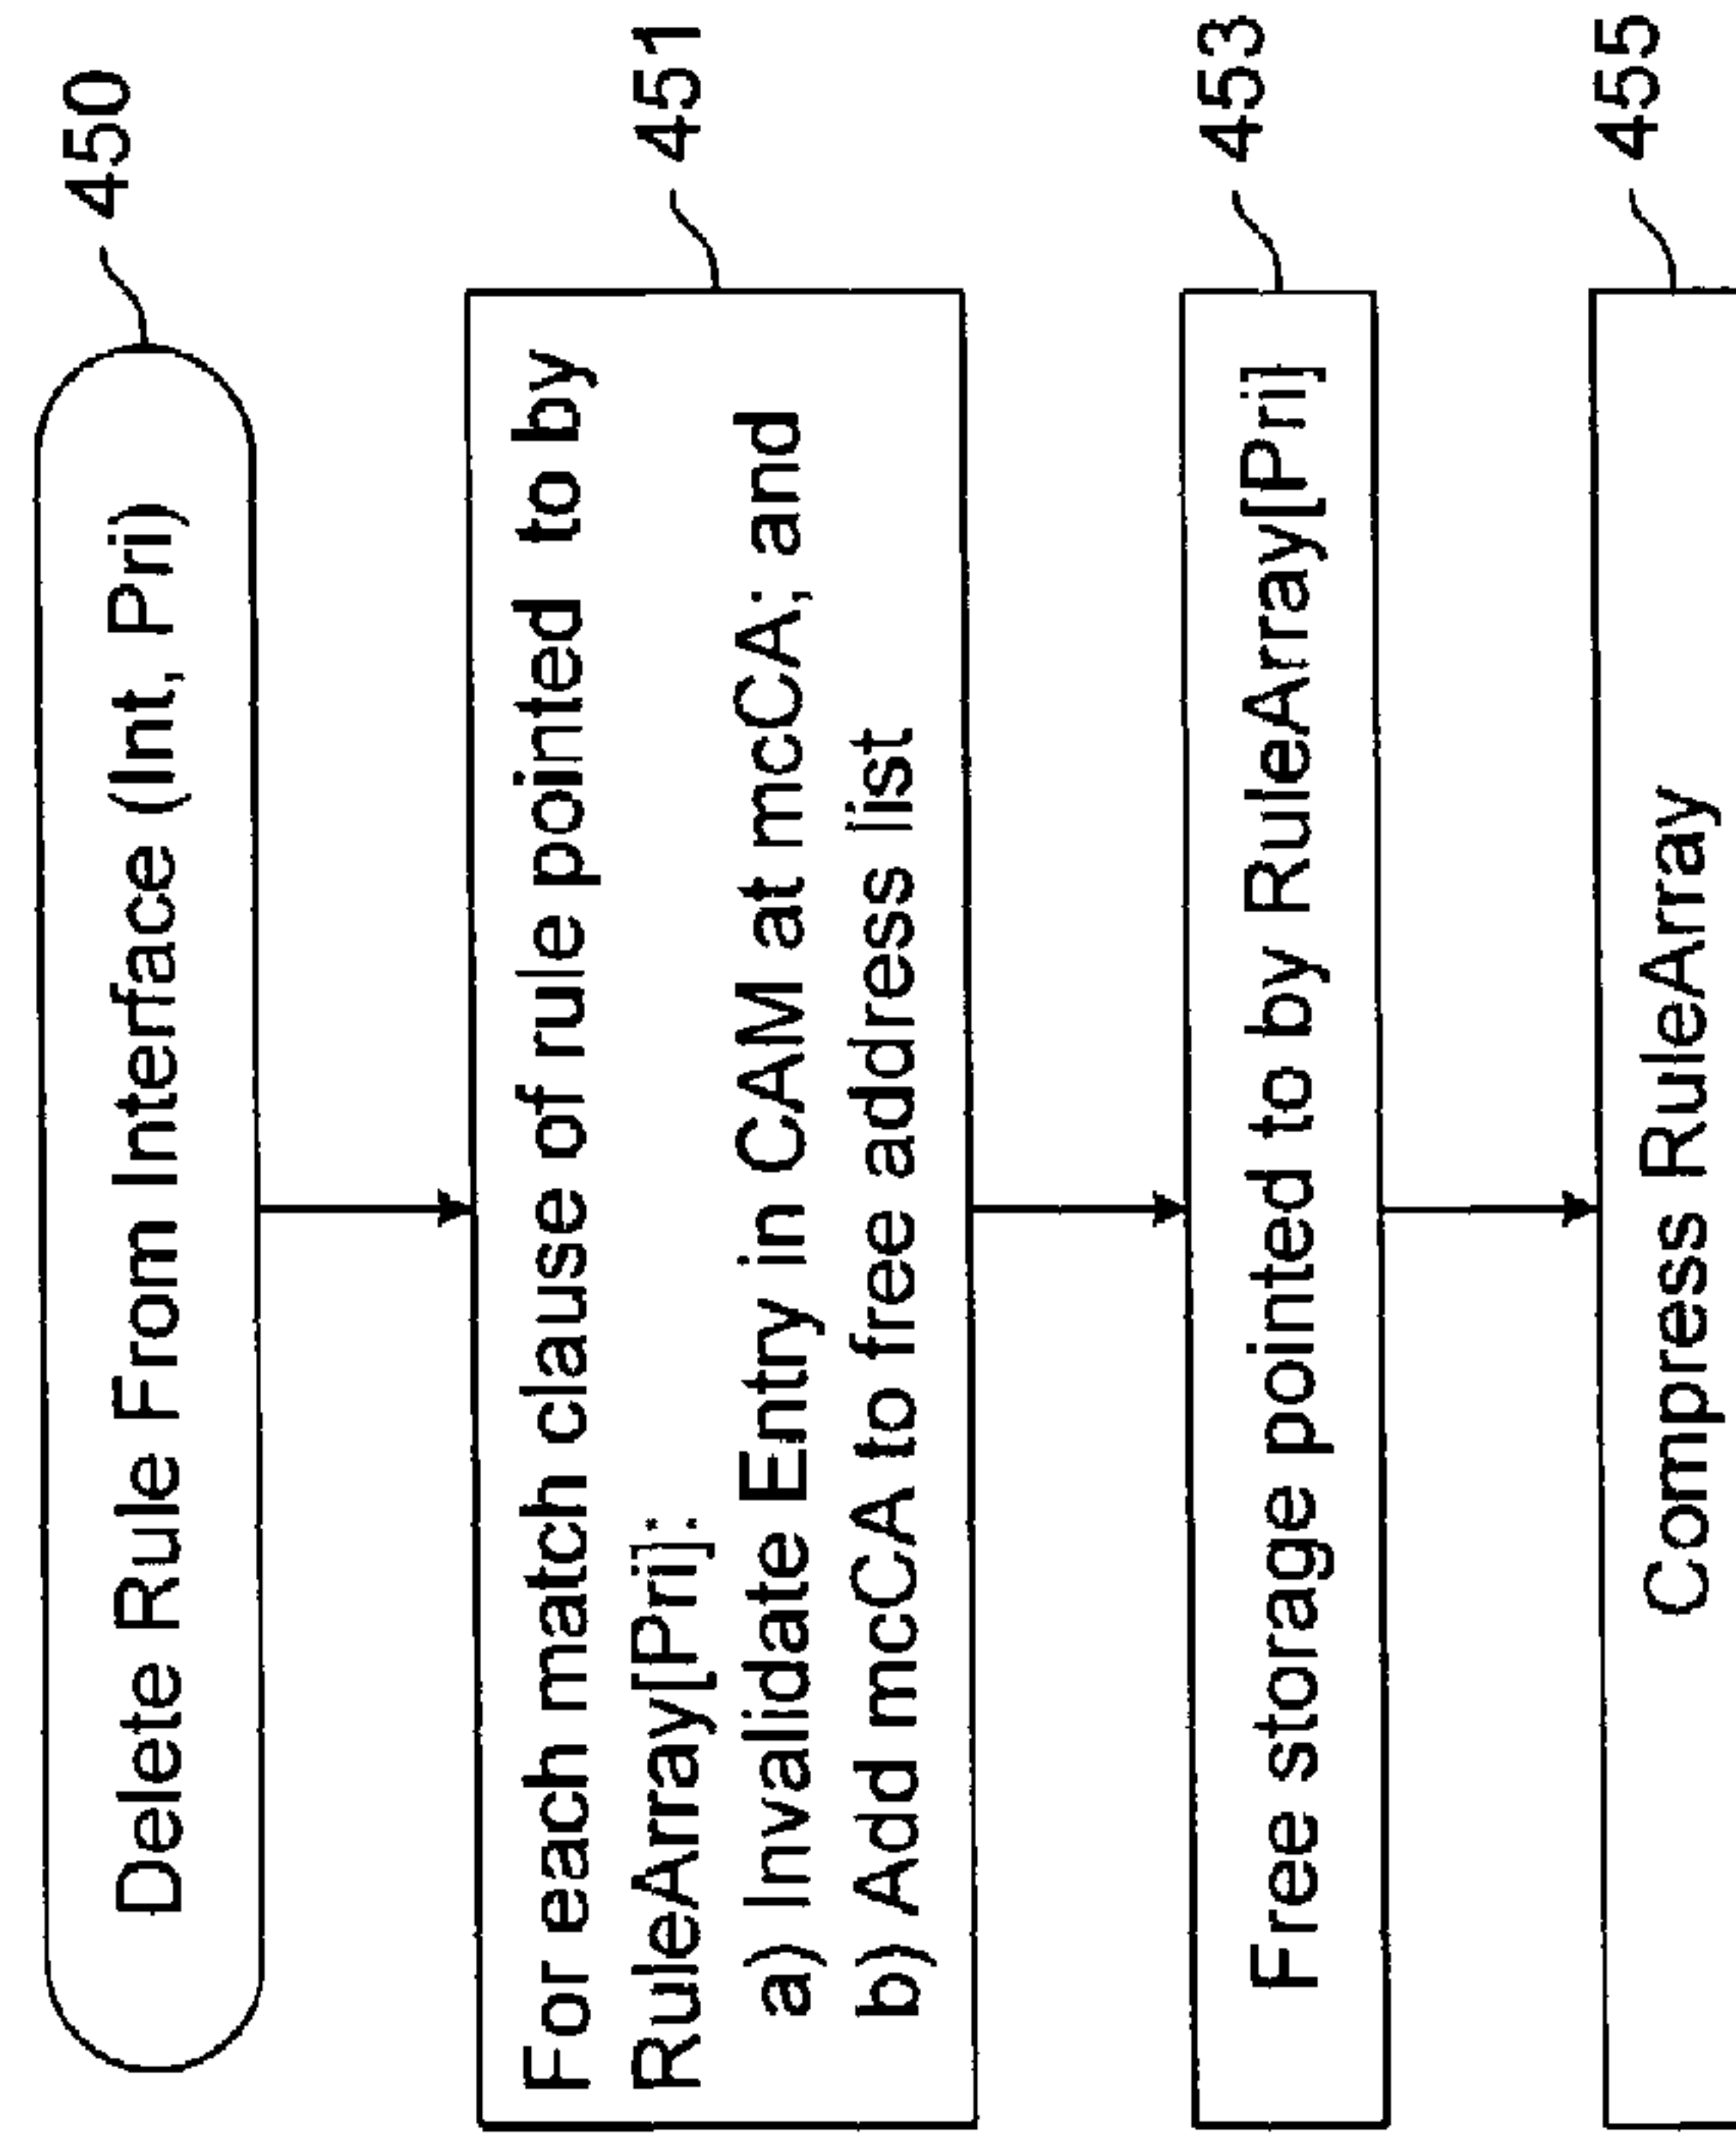 Delete Rule From Interface (Int, Pri)
450
For each match clause of rule pointed to by
RuleArray[Pri]:
a) Invalidate Entry in CAM at mcCA; and
b) Add mcCA to free address list
451
Free storage pointed to by RuleArray[Pri]
453
Compress RuleArray
455